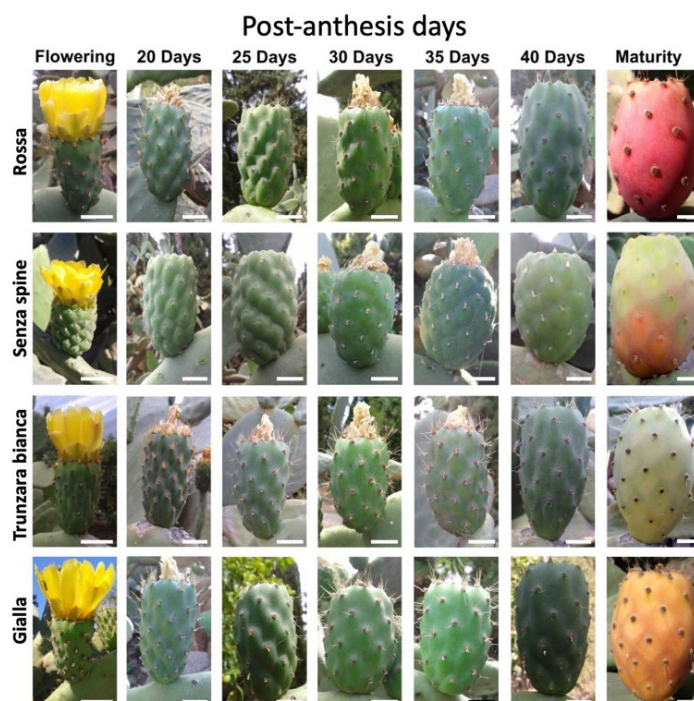 Post-anthesis days
Flowering 20 Days 25 Days 30 Days 35 Days 40 Days Maturity
Rossa
Senza spine
Trunzara bianca
Gialla